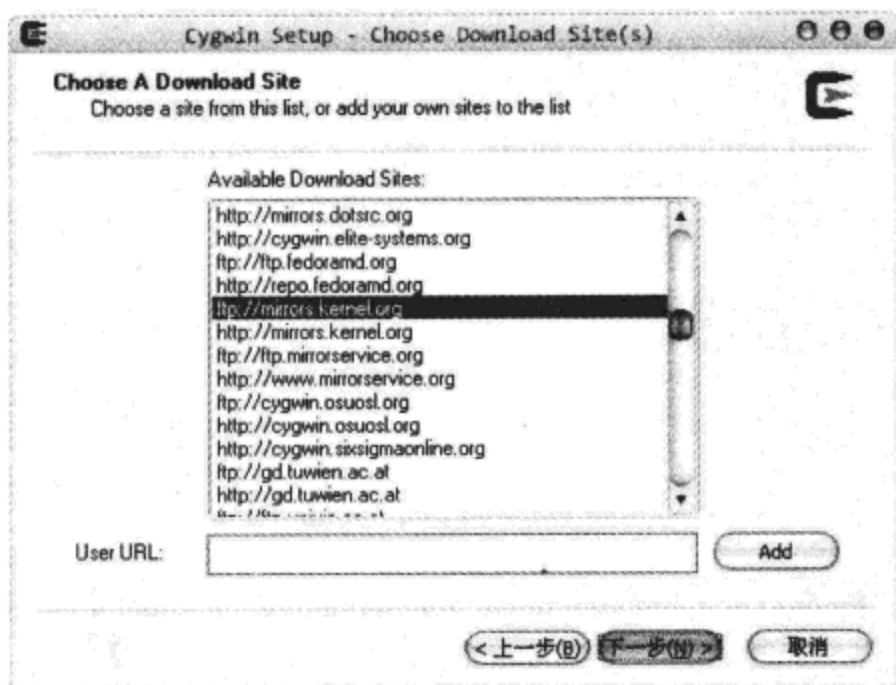 Cygwin Setup - Choose Download Site(s)
Choose A Download Site
Choose a site from this list, or add your own sites to the list
Available Download Sites:
http://mirrors.dotsrc.org
http://cygwin.elite-systems.org
ftp://ftp.fedoramd.org
http://repo.fedoramd.org
ftp://mirrors.kernel.org
http://mirrors.kernel.org
ftp://ftp.mirrorservice.org
http://www.mirrorservice.org
ftp://cygwin.osuosl.org
http://cygwin.osuosl.org
http://cygwin.sixsigmaonline.org
ftp://gd.tuwien.ac.at
http://gd.tuwien.ac.at
User URL:
Add
<上一步(B) 下一步(N)> 取消